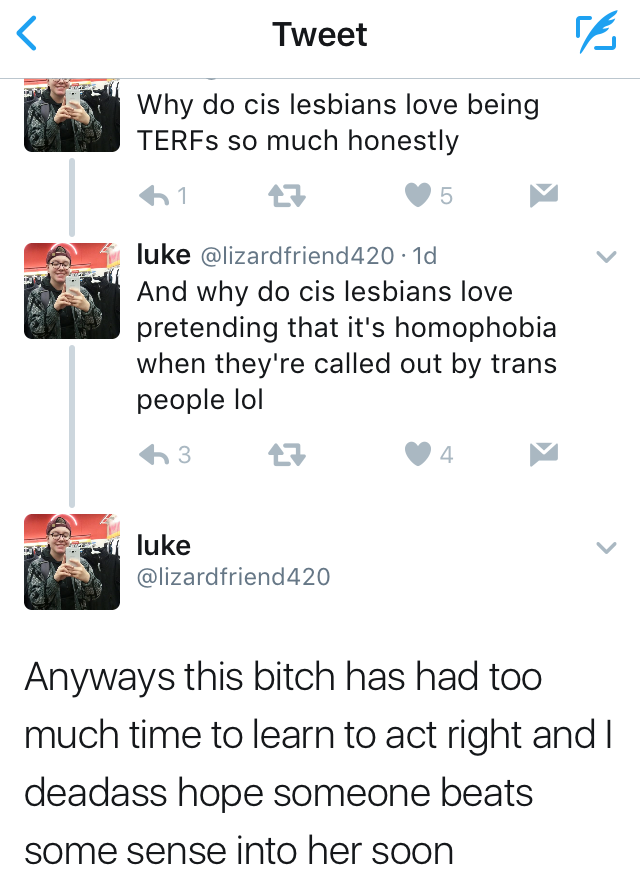 Tweet
Why do cis lesbians love being
TERFs so much honestly
1
5
luke @lizardfriend420 · 1d
And why do cis lesbians love
pretending that it's homophobia
when they're called out by trans
people lol
3
4
luke
@lizardfriend420
Anyways this bitch has had too
much time to learn to act right and I
deadass hope someone beats
some sense into her soon